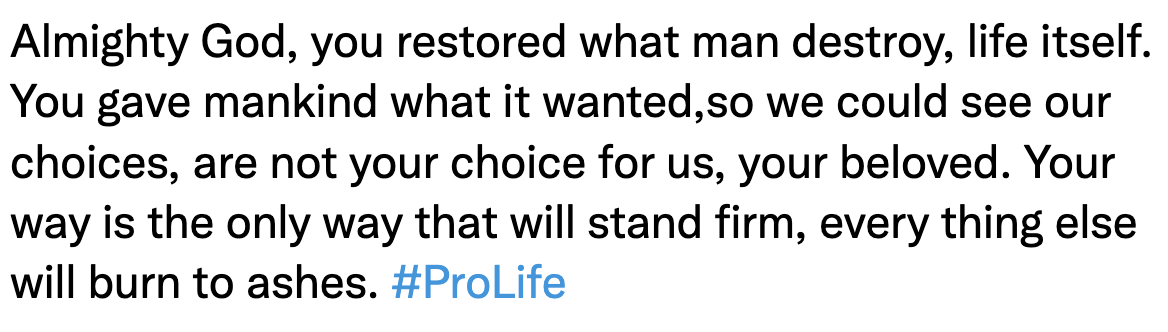 Almighty God, you restored what man destroy, life itself.
You gave mankind what it wanted,so we could see our
choices, are not your choice for us, your beloved. Your
way is the only way that will stand firm, every thing else
will burn to ashes. #ProLife